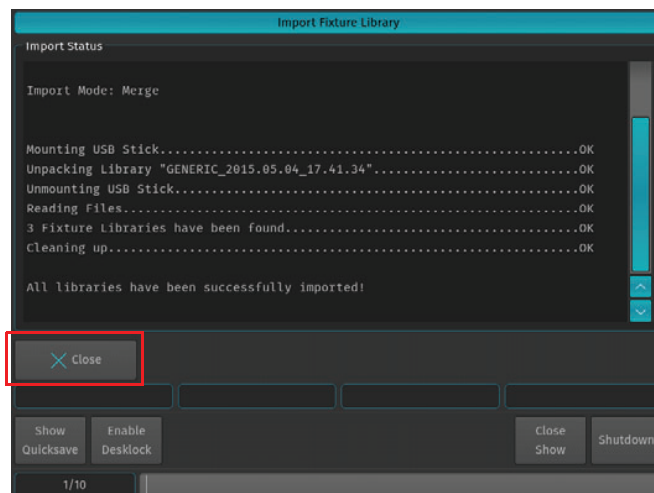 Import Fixture Library
Import Status
Import Mode: Merge
Mounting USB Stick........................................................OK
Unpacking Library "GENERIC_2015.05.04_17.41.34"...........................OK
Unmounting USB Stick......................................................OK
Reading Files.............................................................OK
3 Fixture Libraries have been found.......................................OK
Cleaning up...............................................................OK
All libraries have been successfully imported!
Close
Show Quicksave
Enable Desklock
Close Show
Shutdown
1/10